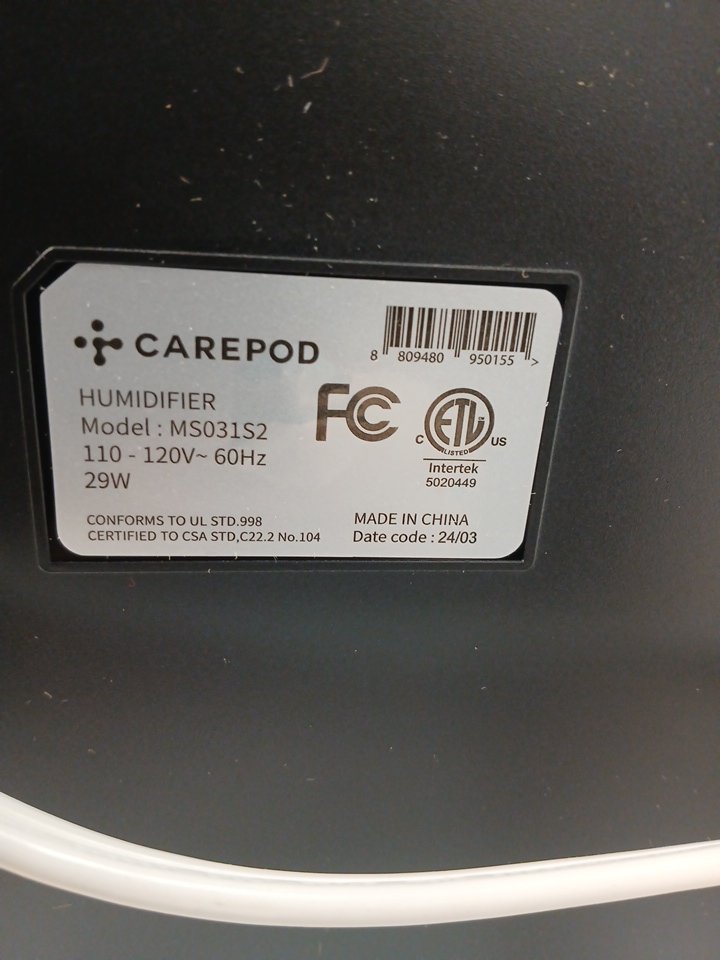 CAREPOD
8 809480 950155 >
HUMIDIFIER
Model : MS031S2
110 - 120V~ 60Hz
29W
FC
C ETL US
LISTED
Intertek
5020449
CONFORMS TO UL STD.998
CERTIFIED TO CSA STD,C22.2 No.104
MADE IN CHINA
Date code : 24/03